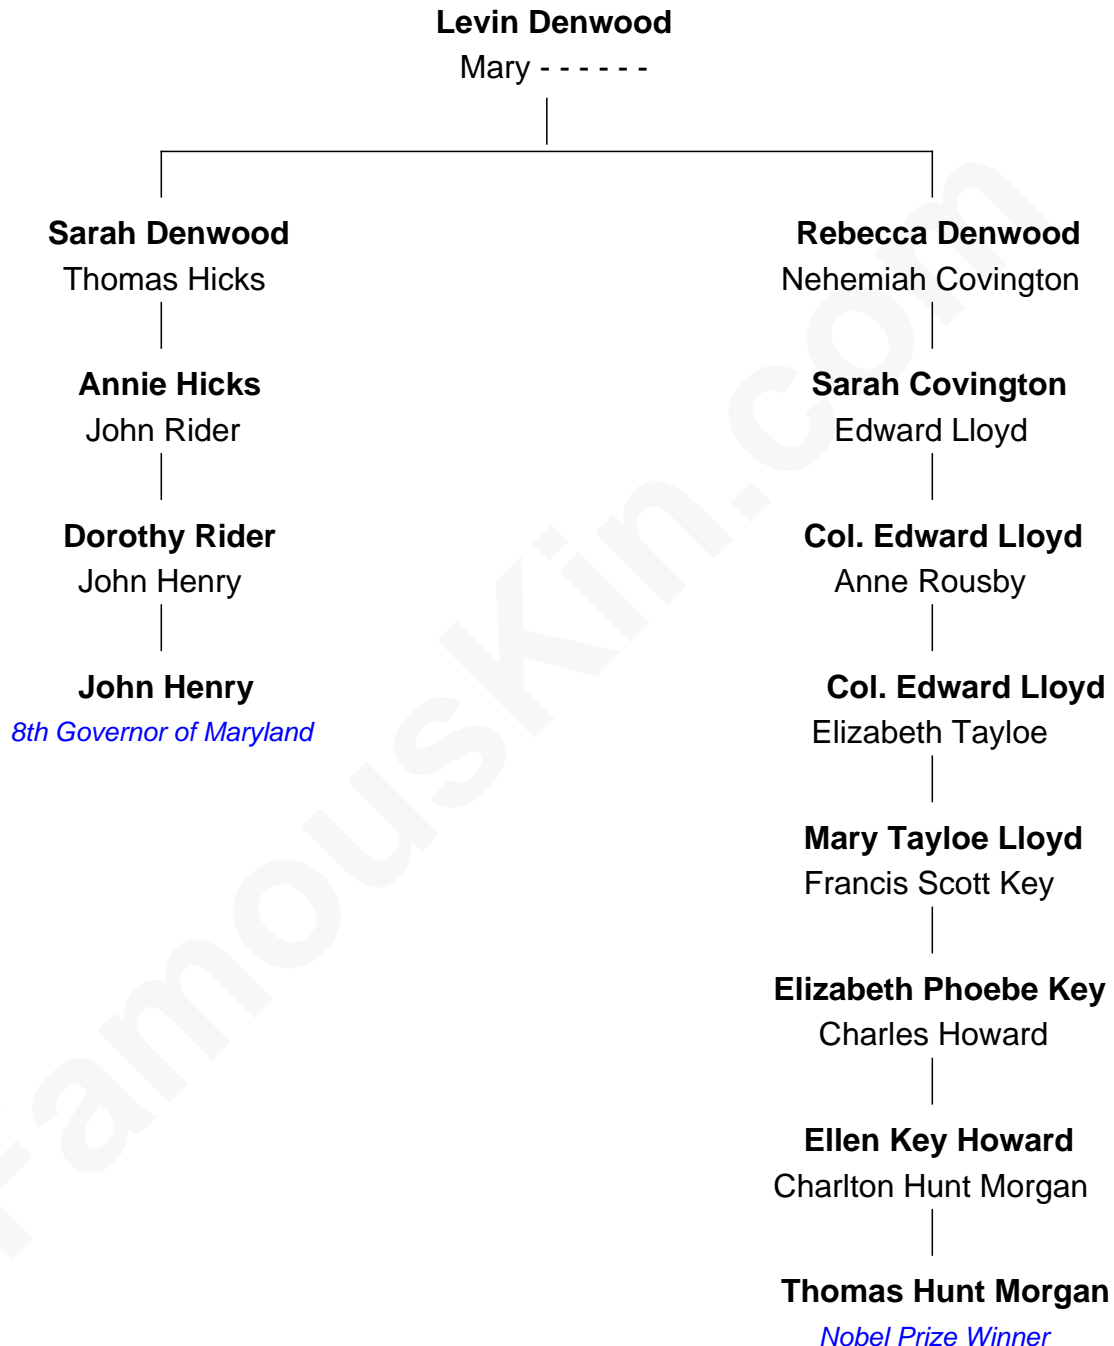 Levin Denwood
Mary - - - - - -
Sarah Denwood
Thomas Hicks
Annie Hicks
John Rider
Dorothy Rider
John Henry
John Henry
8th Governor of Maryland
Rebecca Denwood
Nehemiah Covington
Sarah Covington
Edward Lloyd
Col. Edward Lloyd
Anne Rousby
Col. Edward Lloyd
Elizabeth Tayloe
Mary Tayloe Lloyd
Francis Scott Key
Elizabeth Phoebe Key
Charles Howard
Ellen Key Howard
Charlton Hunt Morgan
Thomas Hunt Morgan
Nobel Prize Winner
FamousKin.com